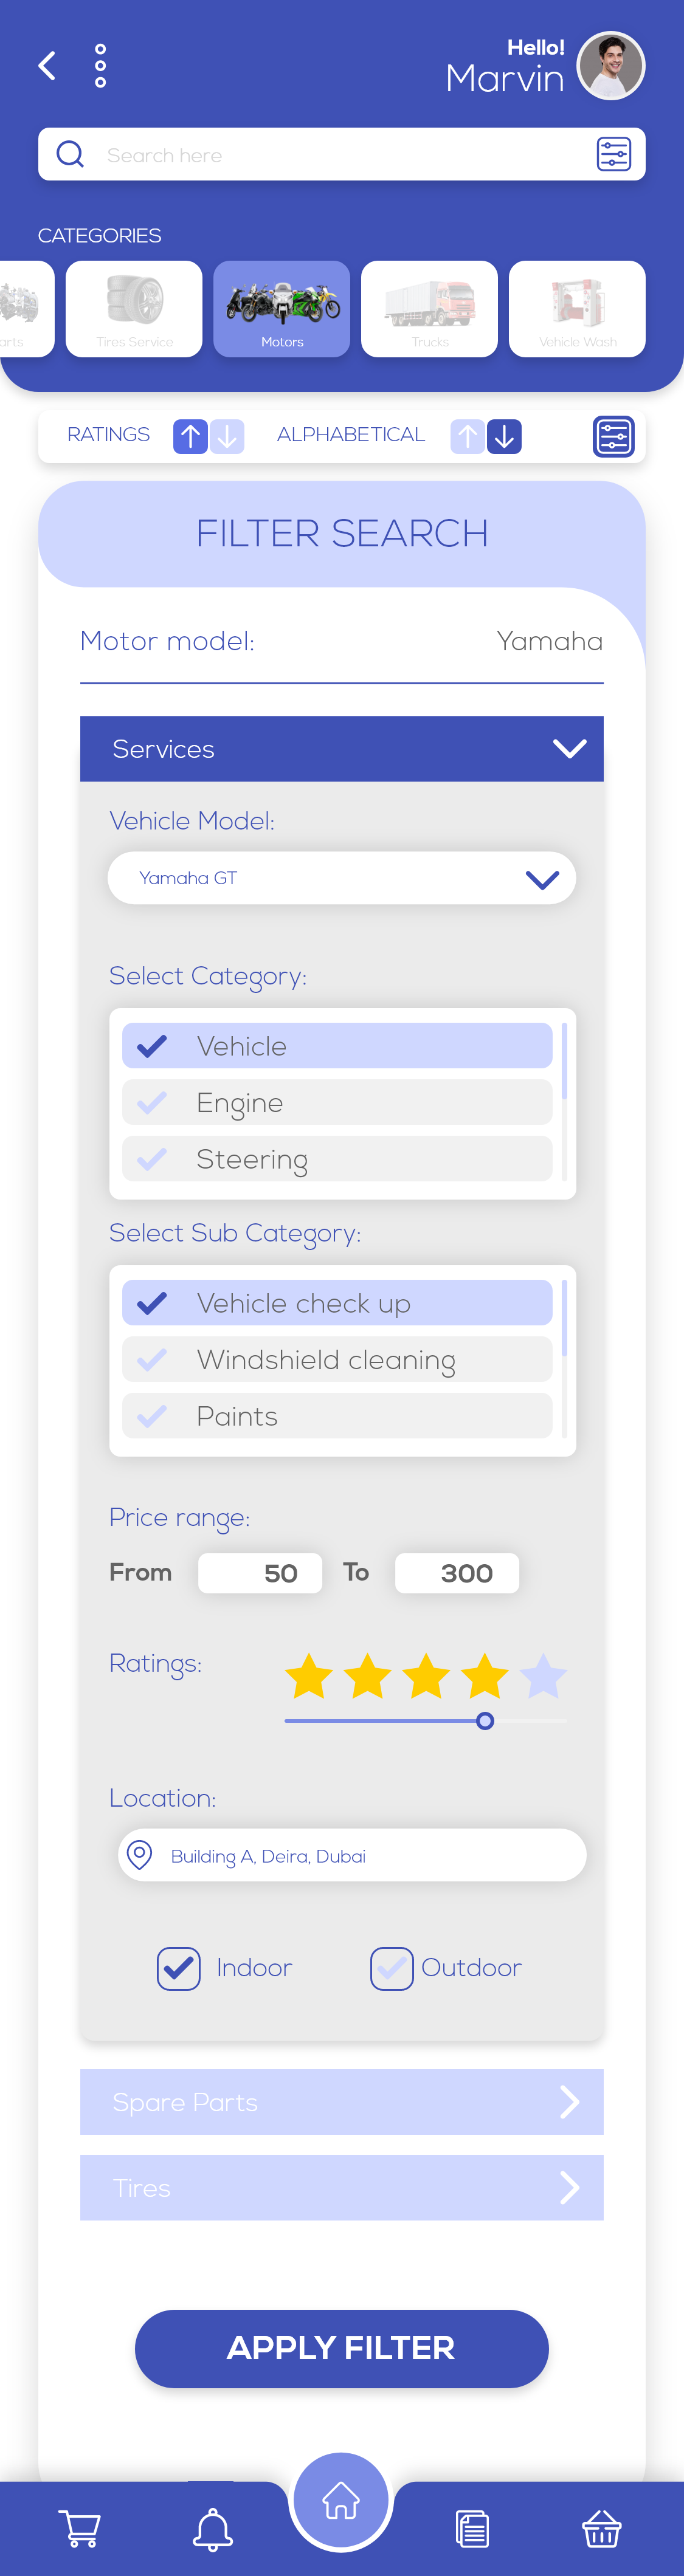 Hello!
Marvin
Search here
CATEGORIES
arts
Tires Service
Motors
Trucks
Vehicle Wash
RATINGS
ALPHABETICAL
FILTER SEARCH
Motor model: Yamaha
Services
Vehicle Model:
Yamaha GT
Select Category:
Vehicle
Engine
Steering
Select Sub Category:
Vehicle check up
Windshield cleaning
Paints
Price range:
From 50 To 300
Ratings:
Location:
Building A, Deira, Dubai
Indoor Outdoor
Spare Parts
Tires
APPLY FILTER